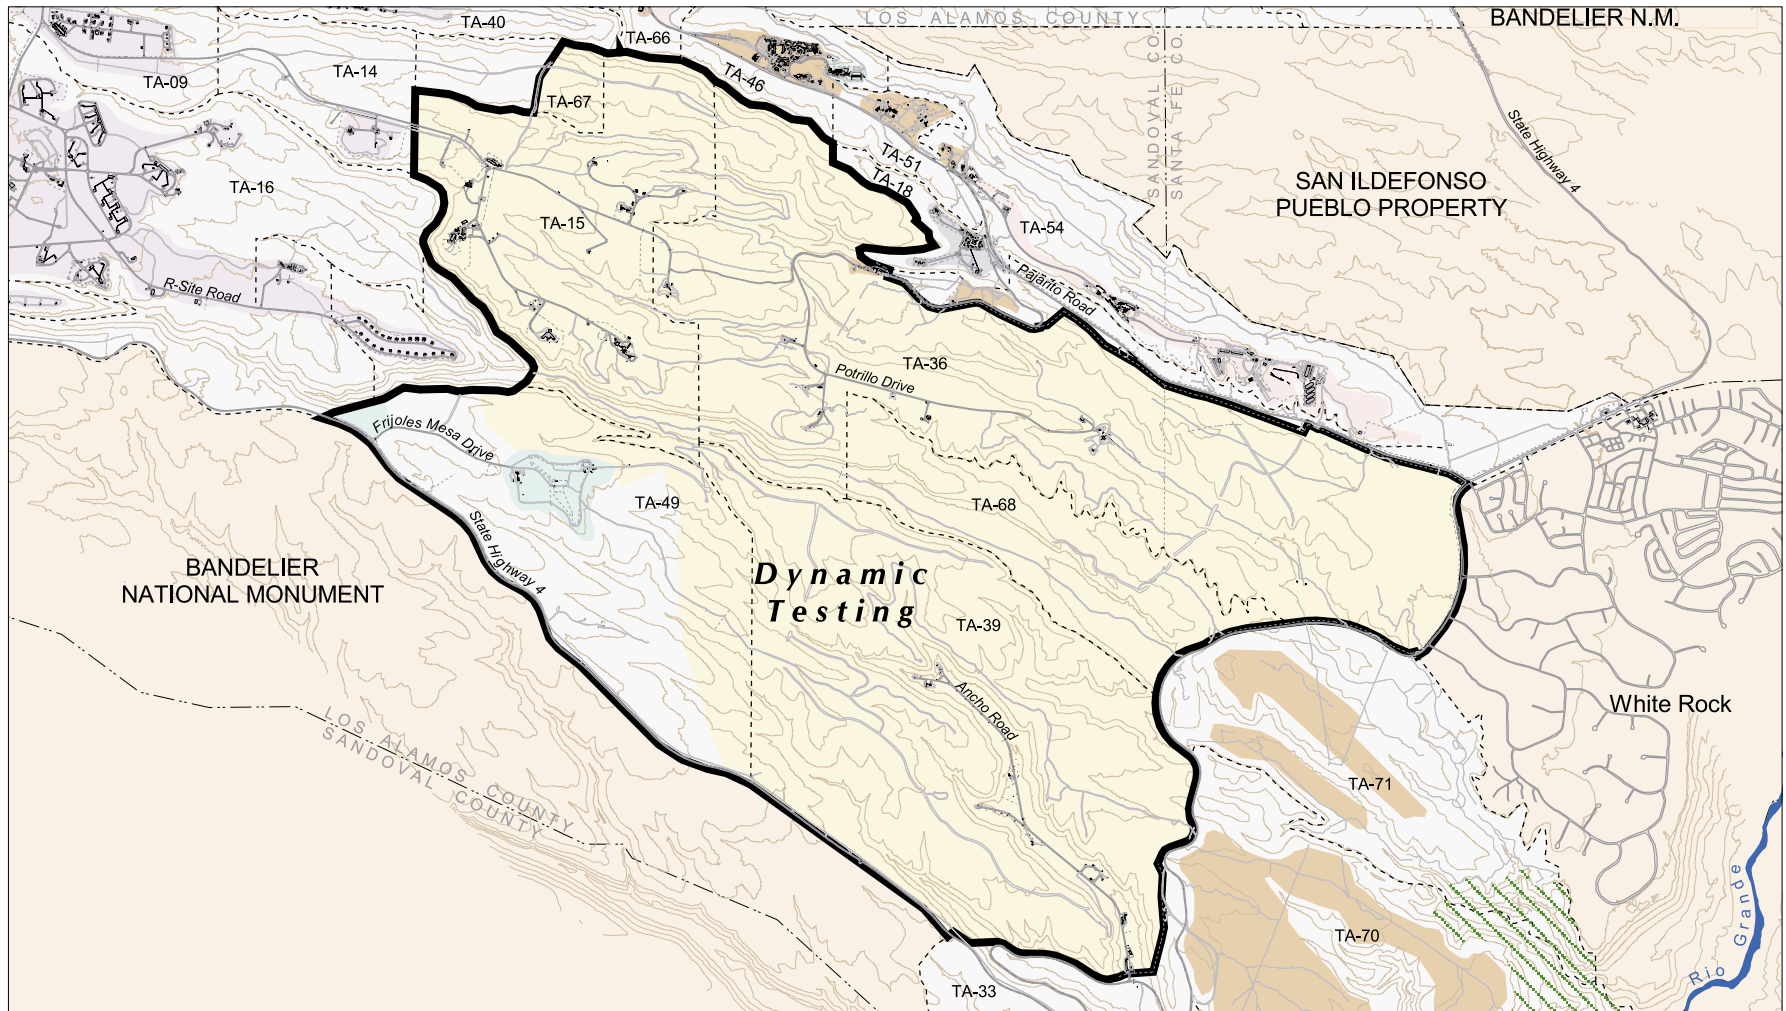 LOS ALAMOS COUNTY
BANDELIER N.M.
TA-40
TA-66
TA-09
TA-14
TA-46
TA-67
SANDOVAL CO.
SANTA FE CO.
State Highway 4
TA-51
TA-18
TA-16
SAN ILDEFONSO
PUEBLO PROPERTY
TA-15
TA-54
R-Site Road
Pajarito Road
TA-36
Potrillo Drive
Frijoles Mesa Drive
TA-49
TA-68
State Highway 4
BANDELIER
NATIONAL MONUMENT
Dynamic
Testing
TA-39
Ancho Road
White Rock
LOS ALAMOS COUNTY
SANDOVAL COUNTY
TA-71
TA-70
TA-33
Rio Grande